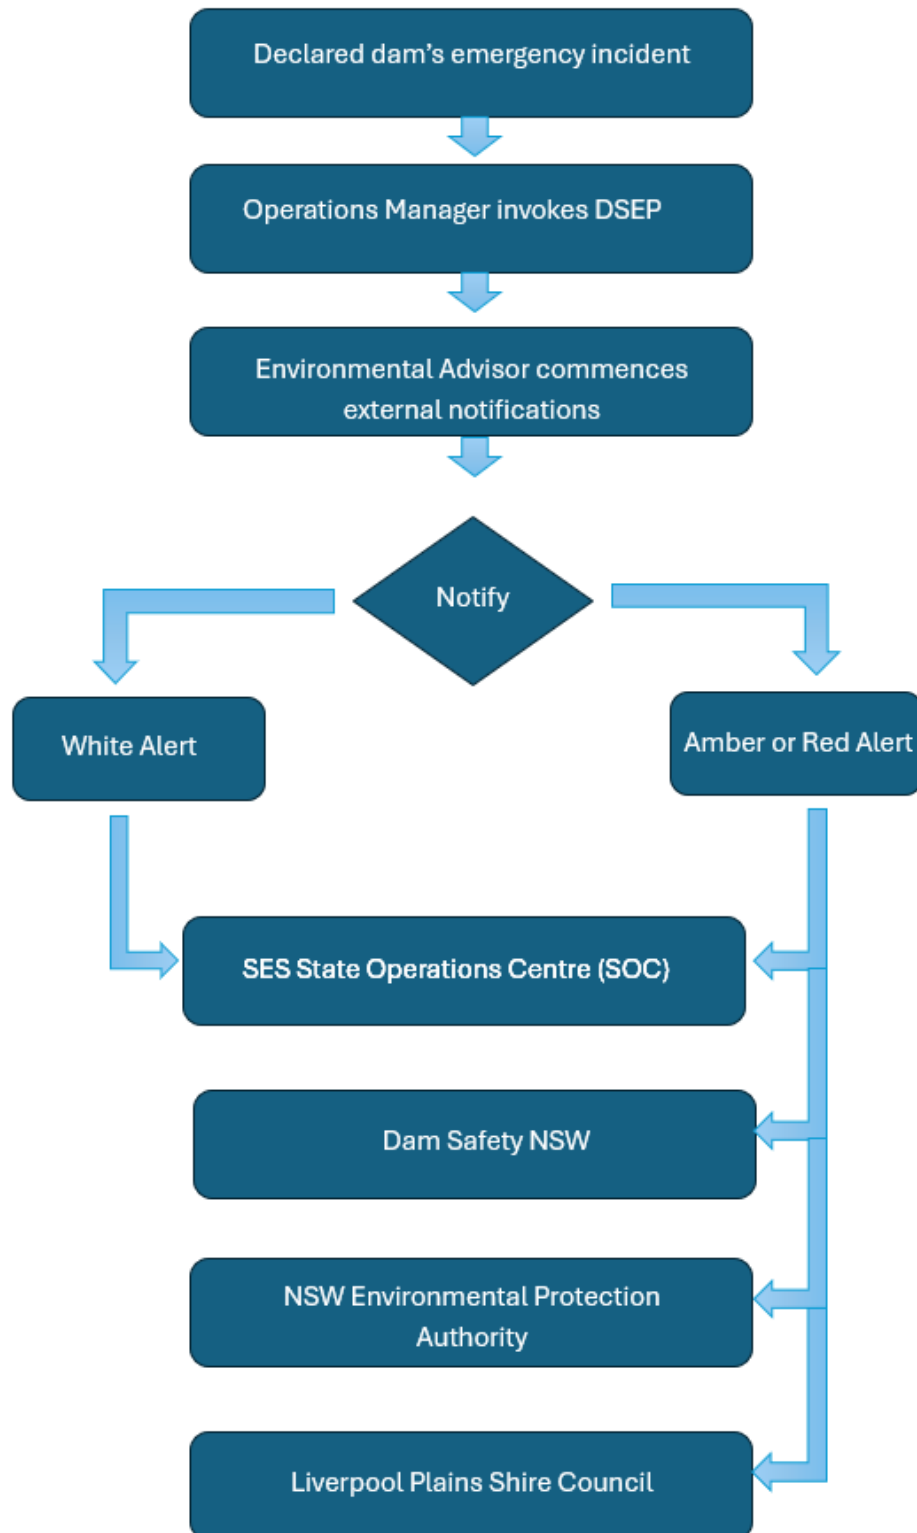 Declared dam's emergency incident
Operations Manager invokes DSEP
Environmental Advisor commences
external notifications
Notify
White Alert
Amber or Red Alert
SES State Operations Centre (SOC)
Dam Safety NSW
NSW Environmental Protection
Authority
Liverpool Plains Shire Council